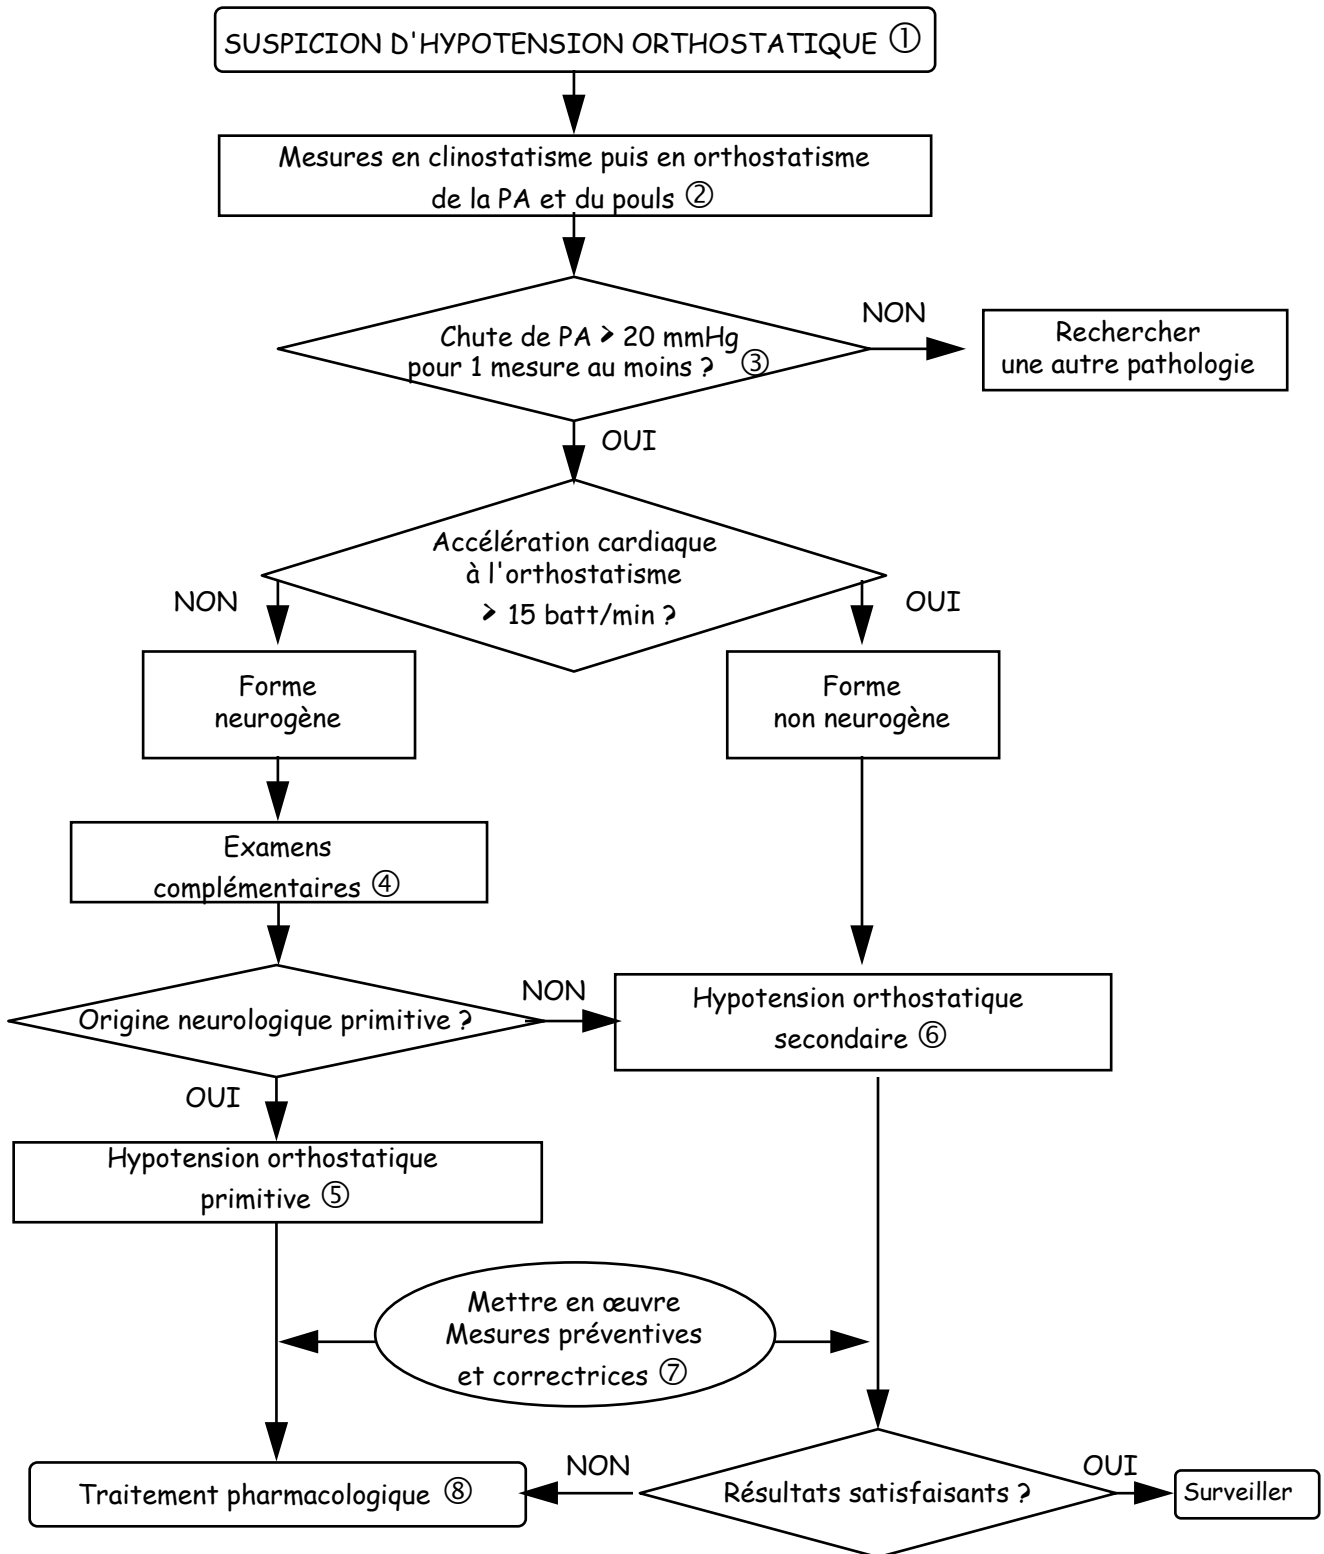 SUSPICION D'HYPOTENSION ORTHOSTATIQUE ①
Mesures en clinostatisme puis en orthostatisme
de la PA et du pouls ②
Chute de PA > 20 mmHg
pour 1 mesure au moins ? ③
NON
Rechercher
une autre pathologie
OUI
Accélération cardiaque
à l'orthostatisme
> 15 batt/min ?
NON
OUI
Forme
neurogène
Forme
non neurogène
Examens
complémentaires ④
Origine neurologique primitive ?
NON
Hypotension orthostatique
secondaire ⑥
OUI
Hypotension orthostatique
primitive ⑤
Mettre en œuvre
Mesures préventives
et correctrices ⑦
Traitement pharmacologique ⑧
NON
Résultats satisfaisants ?
OUI
Surveiller